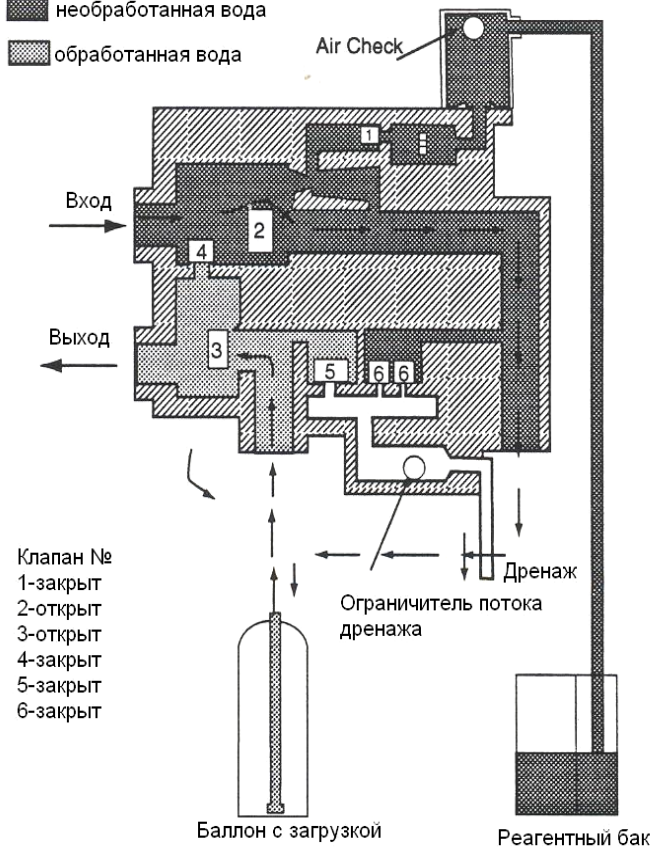 необработанная вода
обработанная вода
Air Check
1
Вход
2
4
Выход
3
5
6
6
Клапан №
1-закрыт
2-открыт
3-открыт
4-закрыт
5-закрыт
6-закрыт
Дренаж
Ограничитель потока
дренажа
Баллон с загрузкой
Реагентный бак